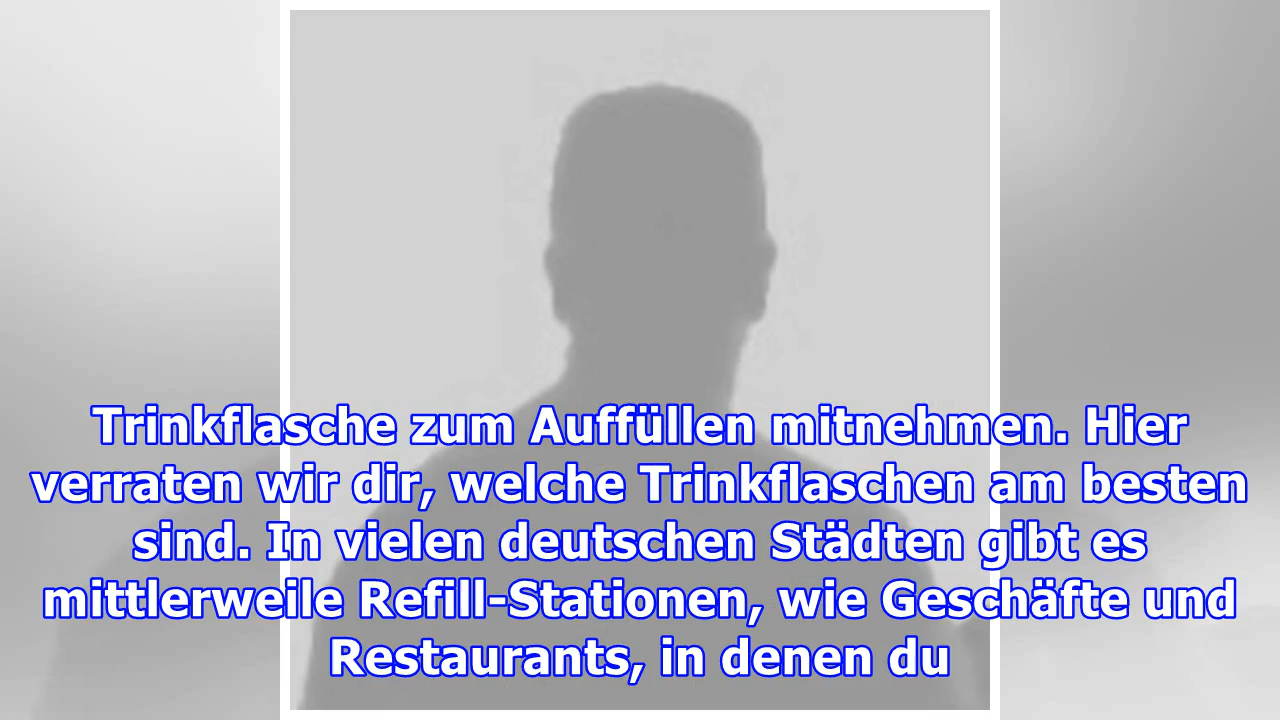 Trinkflasche zum Auffüllen mitnehmen. Hier
verraten wir dir, welche Trinkflaschen am besten
sind. In vielen deutschen Städten gibt es
mittlerweile Refill-Stationen, wie Geschäfte und
Restaurants, in denen du